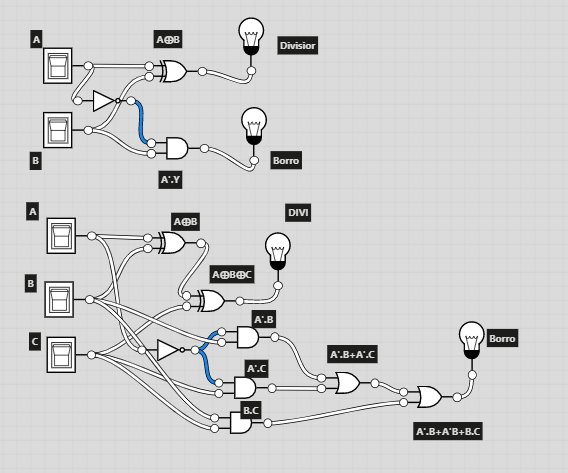 A
A⊕B
Divisior
B
Borro
A'.Y
A
A⊕B
DIVI
B
A⊕B⊕C
A'.B
C
Borro
A'.B+A'.C
A'.C
B.C
A'.B+A'B+B.C